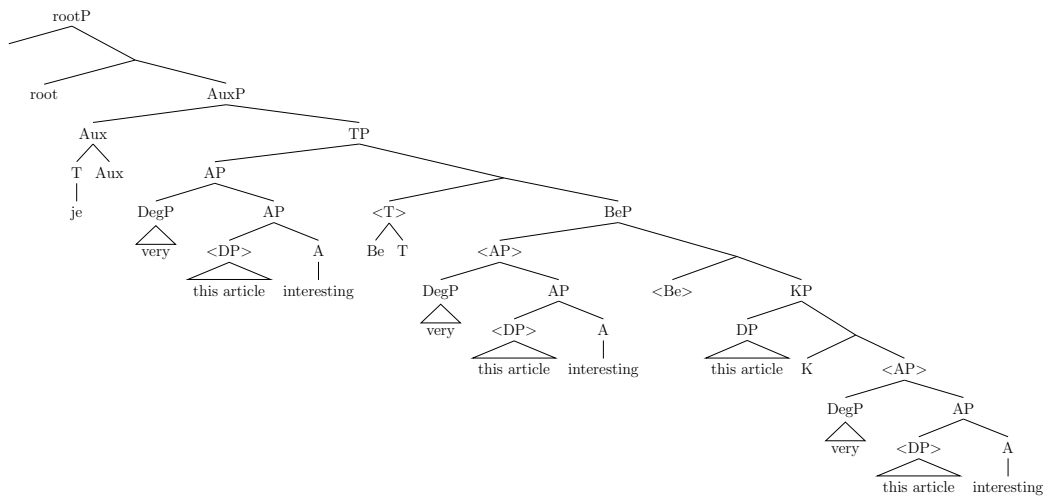 rootP
root AuxP
Aux TP
T Aux AP
je DegP AP <T> BeP
very <DP> A Be T <AP>
this article interesting DegP AP <Be> KP
very <DP> A DP
this article interesting this article K <AP>
DegP AP
very <DP> A
this article interesting